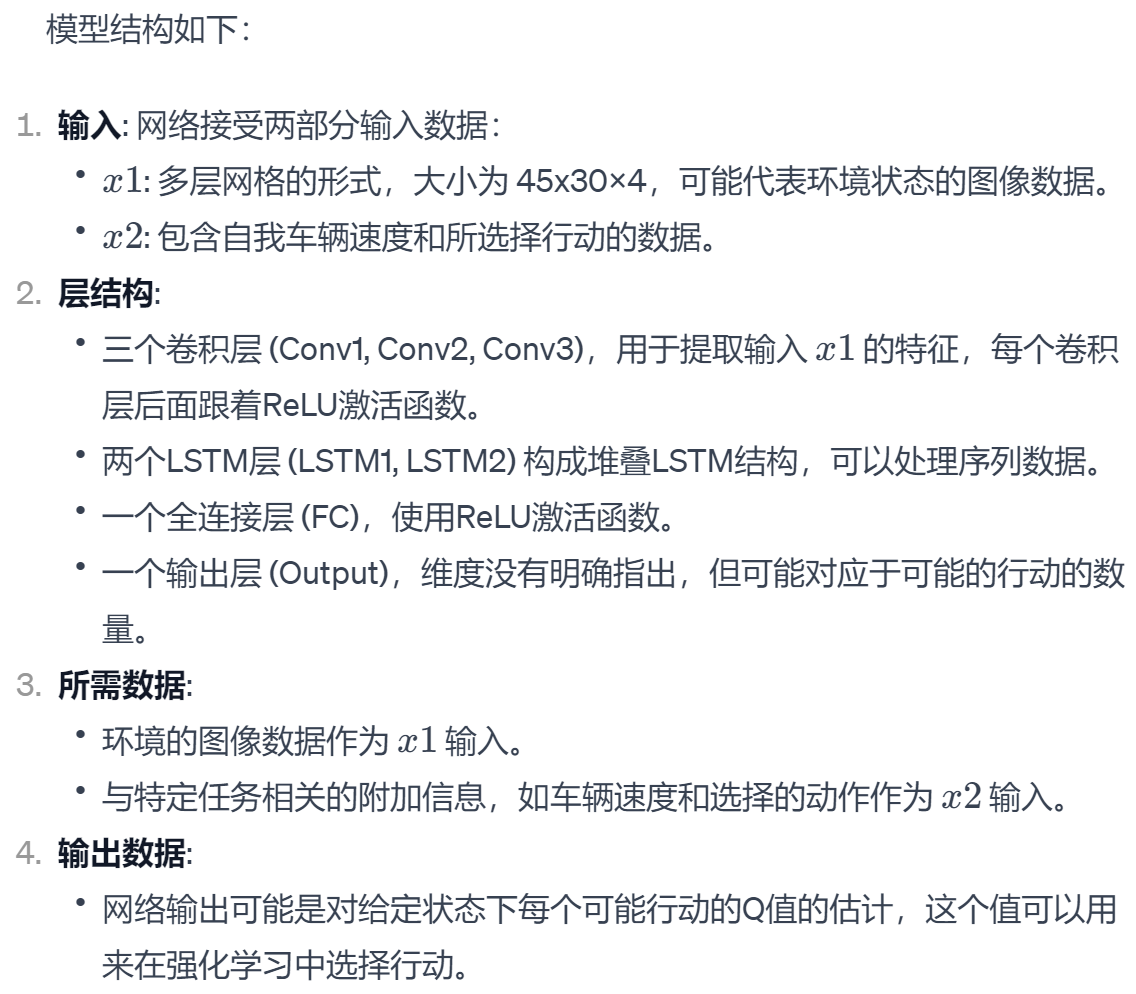 模型结构如下：
1. 输入: 网络接受两部分输入数据：
• x1: 多层网格的形式，大小为 45x30×4，可能代表环境状态的图像数据。
• x2: 包含自我车辆速度和所选择行动的数据。
2. 层结构:
• 三个卷积层 (Conv1, Conv2, Conv3)，用于提取输入 x1 的特征，每个卷积
层后面跟着ReLU激活函数。
• 两个LSTM层 (LSTM1, LSTM2) 构成堆叠LSTM结构，可以处理序列数据。
• 一个全连接层 (FC)，使用ReLU激活函数。
• 一个输出层 (Output)，维度没有明确指出，但可能对应于可能的行动的数
量。
3. 所需数据:
• 环境的图像数据作为 x1 输入。
• 与特定任务相关的附加信息，如车辆速度和选择的动作作为 x2 输入。
4. 输出数据:
• 网络输出可能是对给定状态下每个可能行动的Q值的估计，这个值可以用
来在强化学习中选择行动。